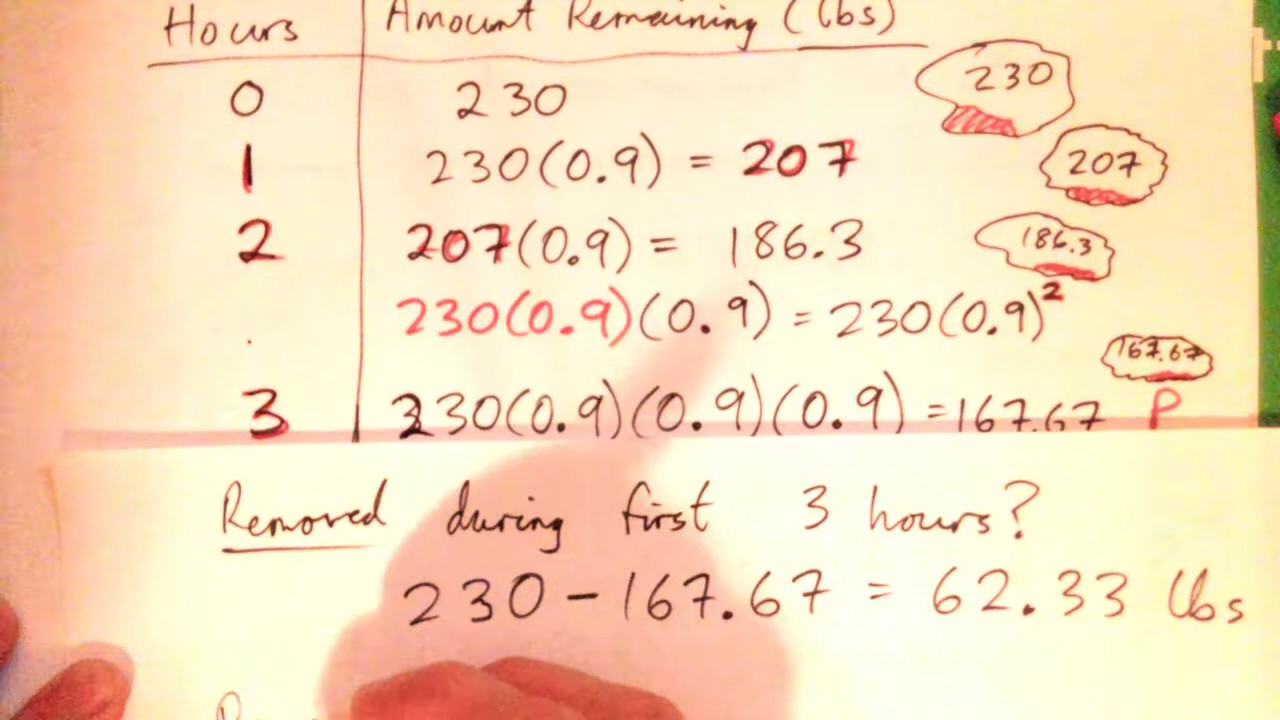 Hours Amount Remaining (lbs)
0 230 230
1 230(0.9) = 207 207
2 207(0.9) = 186.3 186.3
230(0.9)(0.9) = 230(0.9)²
167.67
3 230(0.9)(0.9)(0.9) = 167.67 P
Removed during first 3 hours?
230 - 167.67 = 62.33 lbs